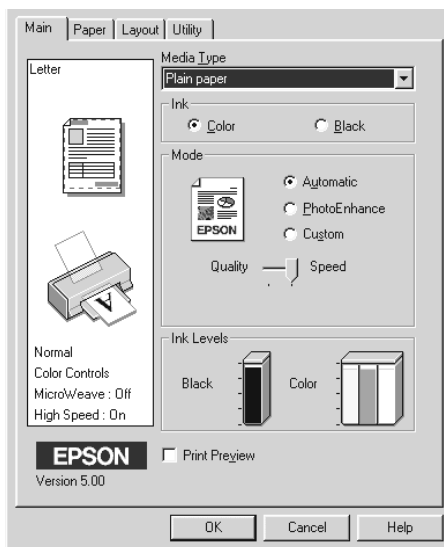 Main Paper Layout Utility
Letter
Media Type
Plain paper
Ink
Color Black
Mode
EPSON
Automatic
PhotoEnhance
Custom
Quality Speed
A
Normal
Color Controls
MicroWeave : Off
High Speed : On
Ink Levels
Black Color
EPSON
Version 5.00
Print Preview
OK Cancel Help